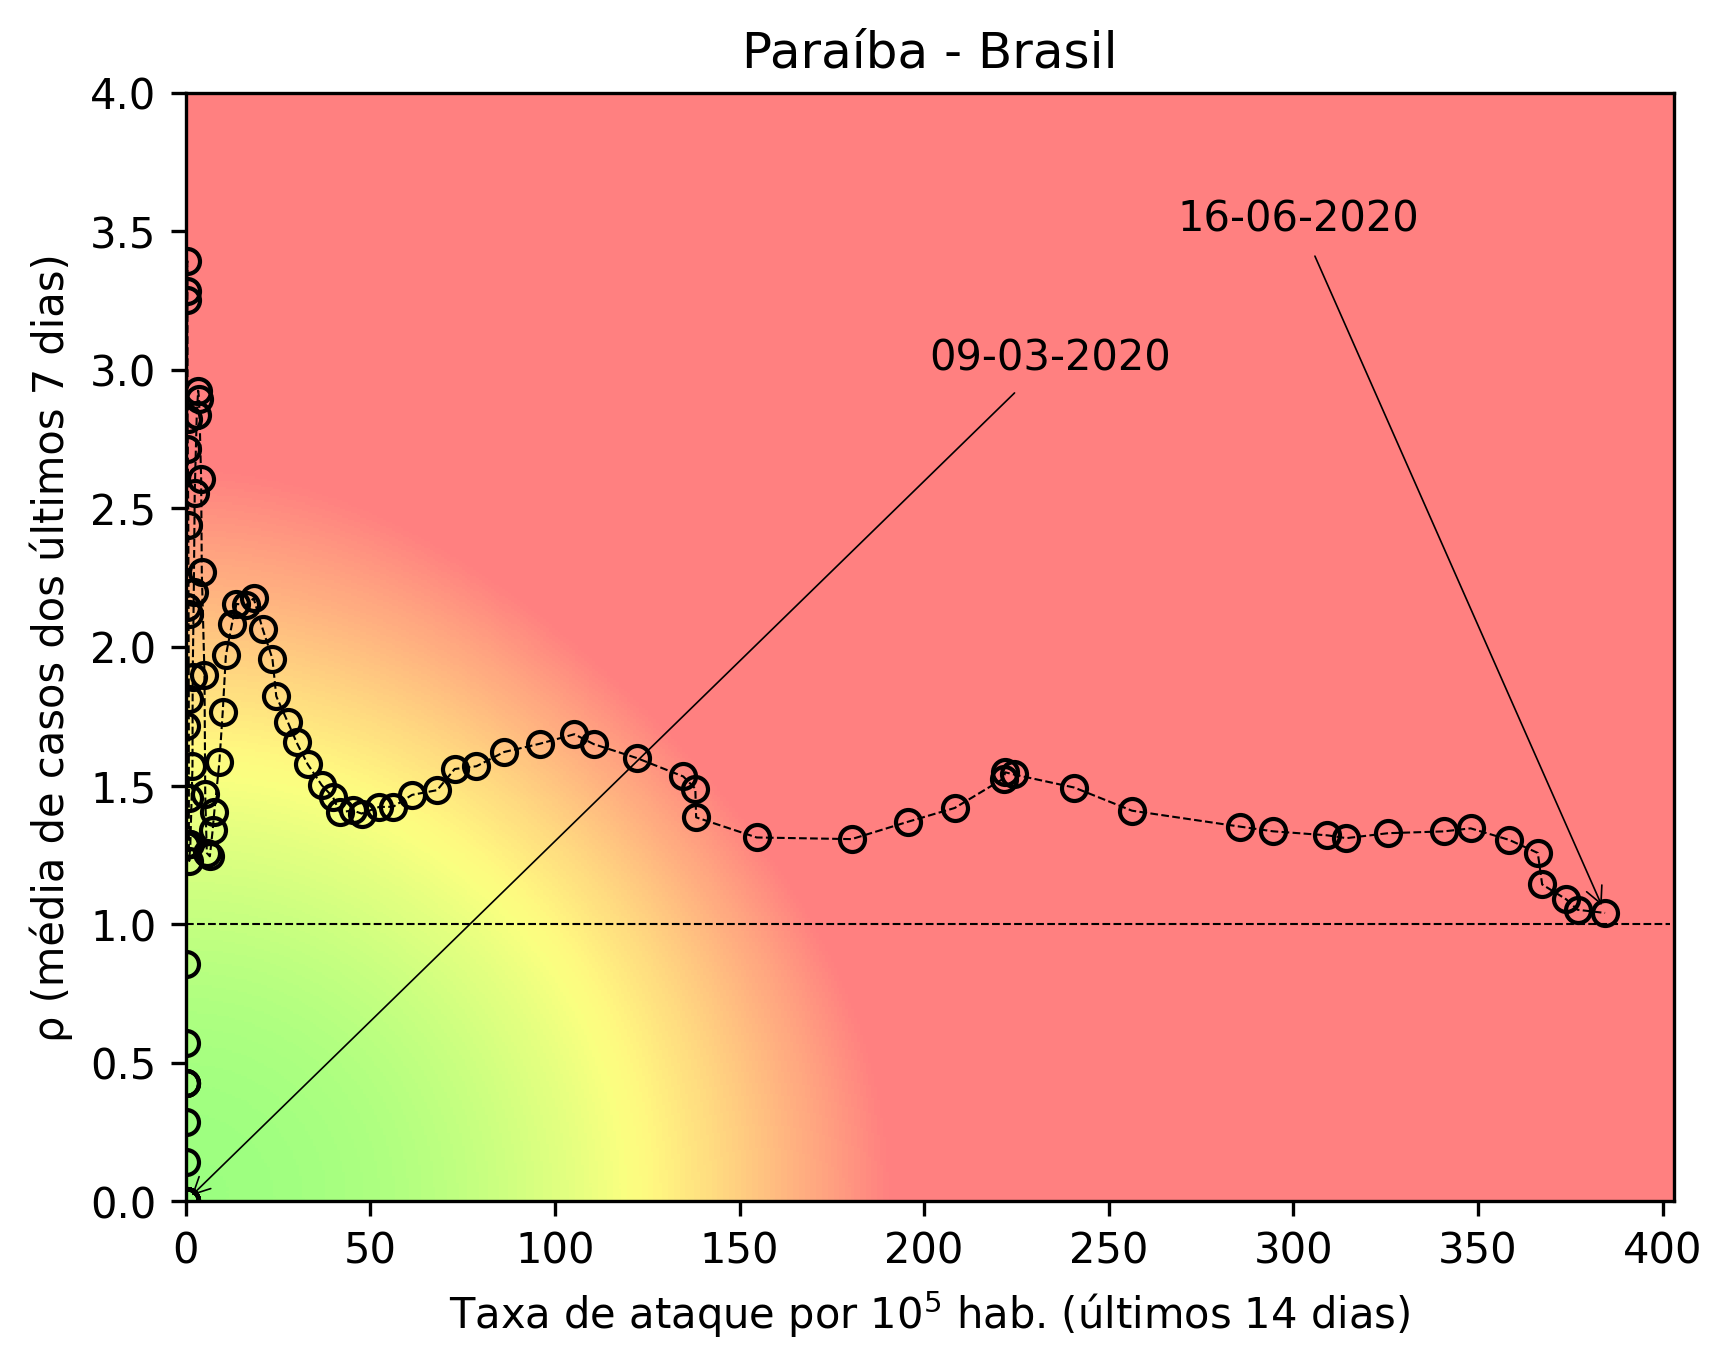 Paraíba - Brasil
4.0
3.5
3.0
2.5
2.0
1.5
1.0
0.5
0.0
ρ (média de casos dos últimos 7 dias)
16-06-2020
09-03-2020
0 50 100 150 200 250 300 350 400
Taxa de ataque por 10⁵ hab. (últimos 14 dias)